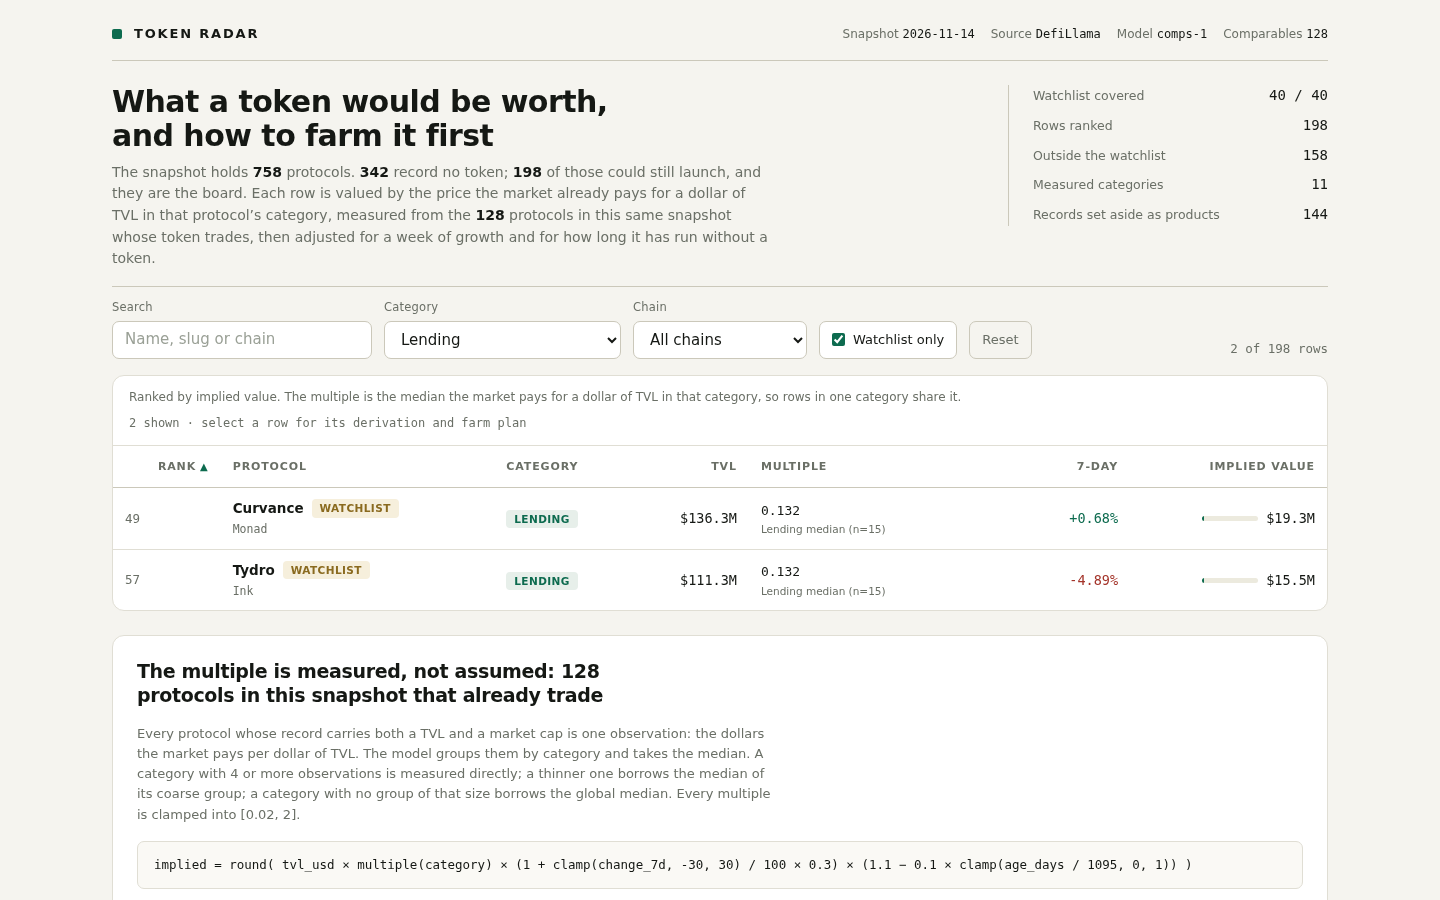 TOKEN RADAR
Snapshot 2026-11-14 Source DefiLlama Model comps-1 Comparables 128
What a token would be worth,
and how to farm it first
The snapshot holds 758 protocols. 342 record no token; 198 of those could still launch, and
they are the board. Each row is valued by the price the market already pays for a dollar of
TVL in that protocol’s category, measured from the 128 protocols in this same snapshot
whose token trades, then adjusted for a week of growth and for how long it has run without a
token.
Watchlist covered 40 / 40
Rows ranked 198
Outside the watchlist 158
Measured categories 11
Records set aside as products 144
Search Category Chain
Name, slug or chain Lending All chains Watchlist only Reset
2 of 198 rows
Ranked by implied value. The multiple is the median the market pays for a dollar of TVL in that category, so rows in one category share it.
2 shown · select a row for its derivation and farm plan
RANK ▲ PROTOCOL CATEGORY TVL MULTIPLE 7-DAY IMPLIED VALUE
49 Curvance WATCHLIST LENDING $136.3M 0.132 +0.68% $19.3M
Monad Lending median (n=15)
57 Tydro WATCHLIST LENDING $111.3M 0.132 -4.89% $15.5M
Ink Lending median (n=15)
The multiple is measured, not assumed: 128
protocols in this snapshot that already trade
Every protocol whose record carries both a TVL and a market cap is one observation: the dollars
the market pays per dollar of TVL. The model groups them by category and takes the median. A
category with 4 or more observations is measured directly; a thinner one borrows the median of
its coarse group; a category with no group of that size borrows the global median. Every multiple
is clamped into [0.02, 2].
implied = round( tvl_usd × multiple(category) × (1 + clamp(change_7d, -30, 30) / 100 × 0.3) × (1.1 − 0.1 × clamp(age_days / 1095, 0, 1)) )